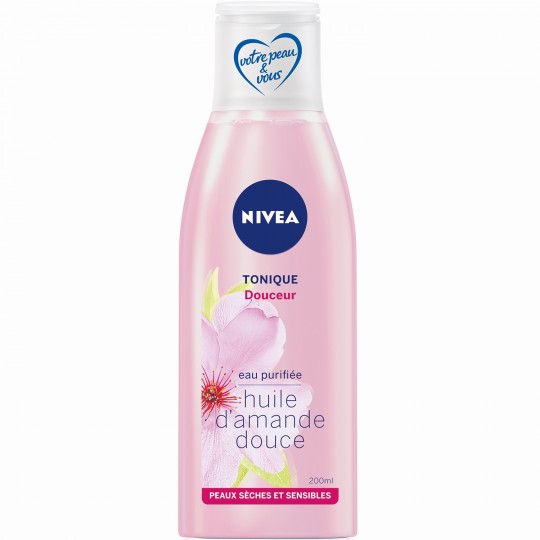 votre peau
&
vous
NIVEA
TONIQUE
Douceur
eau purifiée
huile
d'amande
douce
200ml
PEAUX SÈCHES ET SENSIBLES